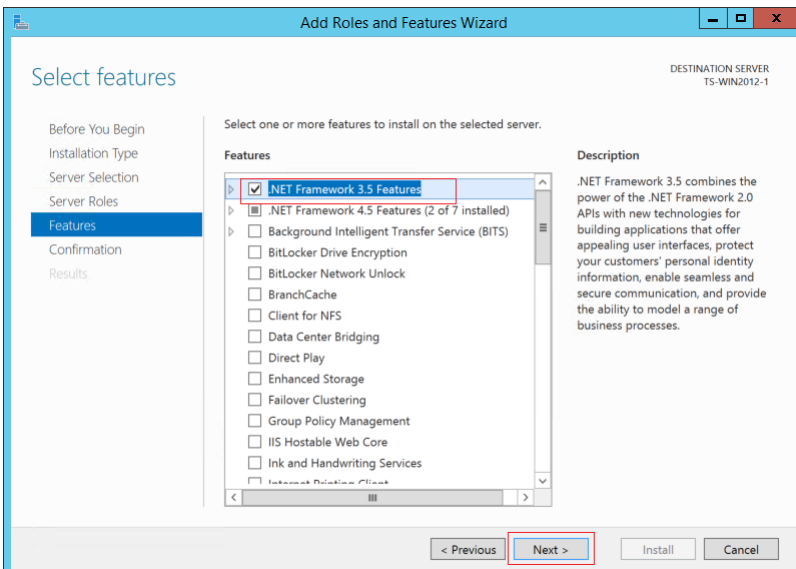 Add Roles and Features Wizard
Select features
DESTINATION SERVER
TS-WIN2012-1
Before You Begin
Installation Type
Server Selection
Server Roles
Features
Confirmation
Results
Select one or more features to install on the selected server.
Features
.NET Framework 3.5 Features
.NET Framework 4.5 Features (2 of 7 installed)
Background Intelligent Transfer Service (BITS)
BitLocker Drive Encryption
BitLocker Network Unlock
BranchCache
Client for NFS
Data Center Bridging
Direct Play
Enhanced Storage
Failover Clustering
Group Policy Management
IIS Hostable Web Core
Ink and Handwriting Services
Internet Printing Client
Description
.NET Framework 3.5 combines the
power of the .NET Framework 2.0
APIs with new technologies for
building applications that offer
appealing user interfaces, protect
your customers' personal identity
information, enable seamless and
secure communication, and provide
the ability to model a range of
business processes.
< Previous
Next >
Install
Cancel